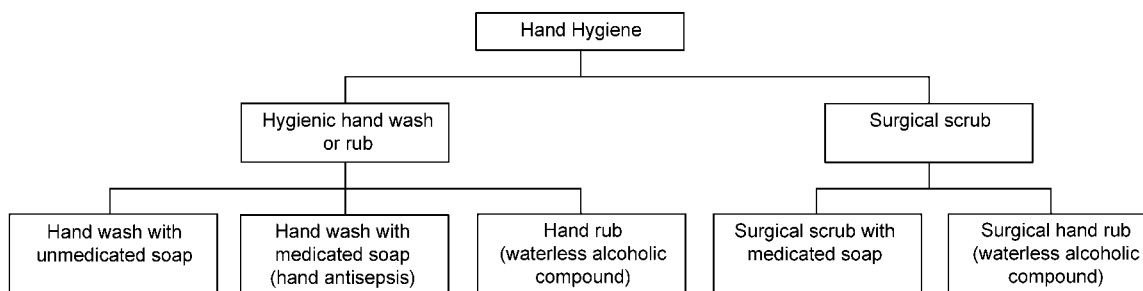 Hand Hygiene
Hygienic hand wash
or rub
Surgical scrub
Hand wash with
unmedicated soap
Hand wash with
medicated soap
(hand antisepsis)
Hand rub
(waterless alcoholic
compound)
Surgical scrub with
medicated soap
Surgical hand rub
(waterless alcoholic
compound)